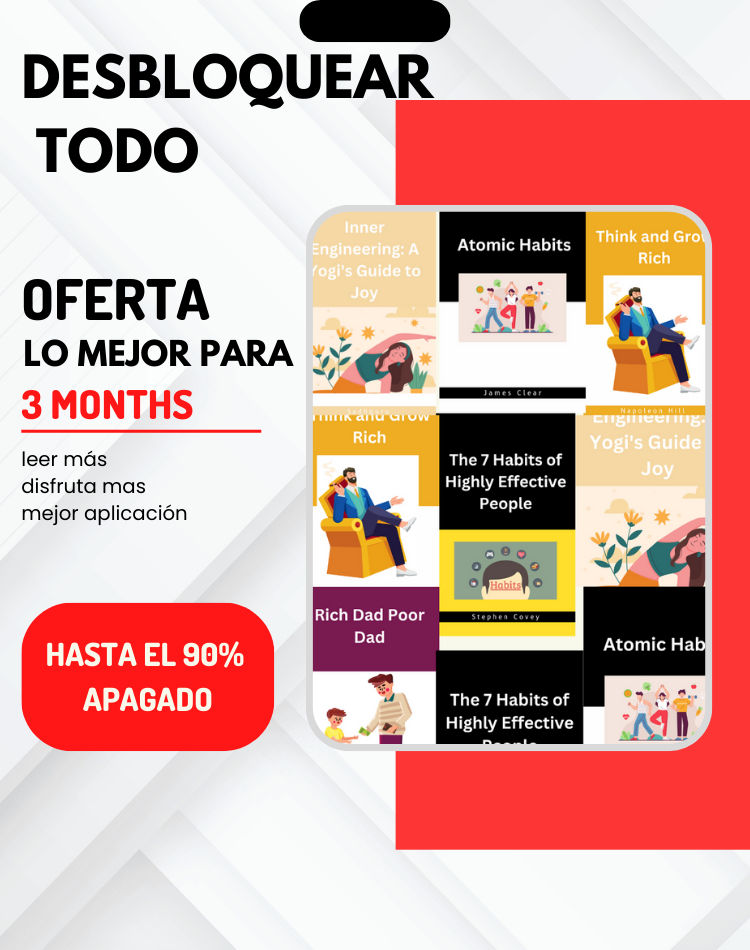 DESBLOQUEAR
TODO
OFERTA
LO MEJOR PARA
3 MONTHS
leer más
disfruta mas
mejor aplicación
HASTA EL 90%
APAGADO
Inner
Engineering: A
Yogi's Guide to
Joy
Atomic Habits
James Clear
Think and Grow
Rich
Napoleon Hill
Think and Grow
Rich
The 7 Habits of
Highly Effective
People
Habits
Stephen Covey
Engineering:
Yogi's Guide
Joy
Rich Dad Poor
Dad
The 7 Habits of
Highly Effective
People
Atomic Hab